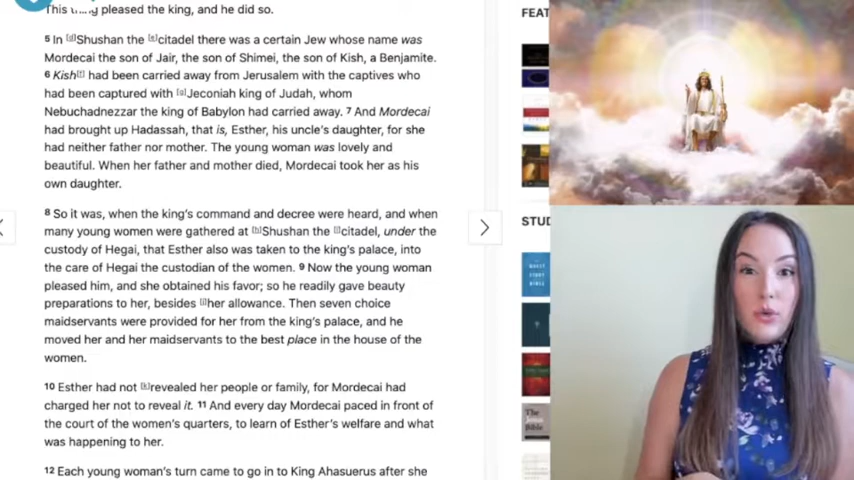 This pleased the king, and he did so.
5 In [d]Shushan the [e]citadel there was a certain Jew whose name was
Mordecai the son of Jair, the son of Shimei, the son of Kish, a Benjamite.
6 Kish[f] had been carried away from Jerusalem with the captives who
had been captured with [g]Jeconiah king of Judah, whom
Nebuchadnezzar the king of Babylon had carried away. 7 And Mordecai
had brought up Hadassah, that is, Esther, his uncle's daughter, for she
had neither father nor mother. The young woman was lovely and
beautiful. When her father and mother died, Mordecai took her as his
own daughter.
8 So it was, when the king's command and decree were heard, and when
many young women were gathered at [h]Shushan the [i]citadel, under the
custody of Hegai, that Esther also was taken to the king's palace, into
the care of Hegai the custodian of the women. 9 Now the young woman
pleased him, and she obtained his favor; so he readily gave beauty
preparations to her, besides [j]her allowance. Then seven choice
maidservants were provided for her from the king's palace, and he
moved her and her maidservants to the best place in the house of the
women.
10 Esther had not [k]revealed her people or family, for Mordecai had
charged her not to reveal it. 11 And every day Mordecai paced in front of
the court of the women's quarters, to learn of Esther's welfare and what
was happening to her.
12 Each young woman's turn came to go in to King Ahasuerus after she
FEAT
STUD
QUEST
STUDY
BIBLE
The
Bible